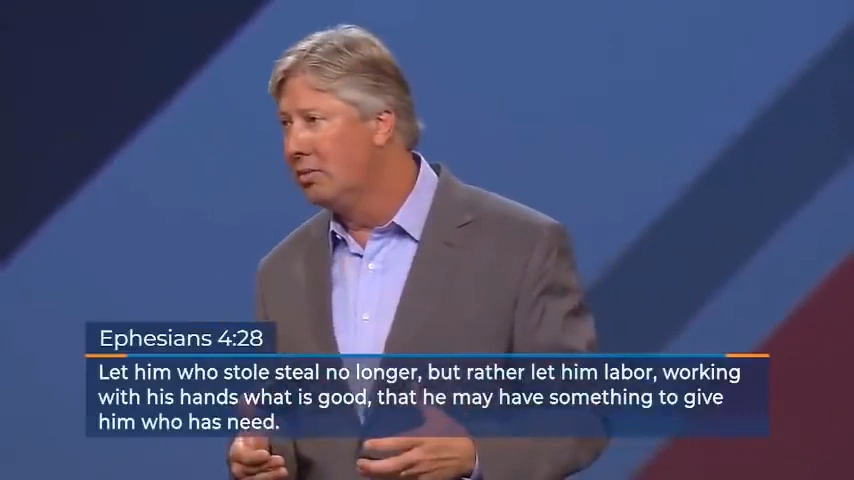 Ephesians 4:28
Let him who stole steal no longer, but rather let him labor, working
with his hands what is good, that he may have something to give
him who has need.